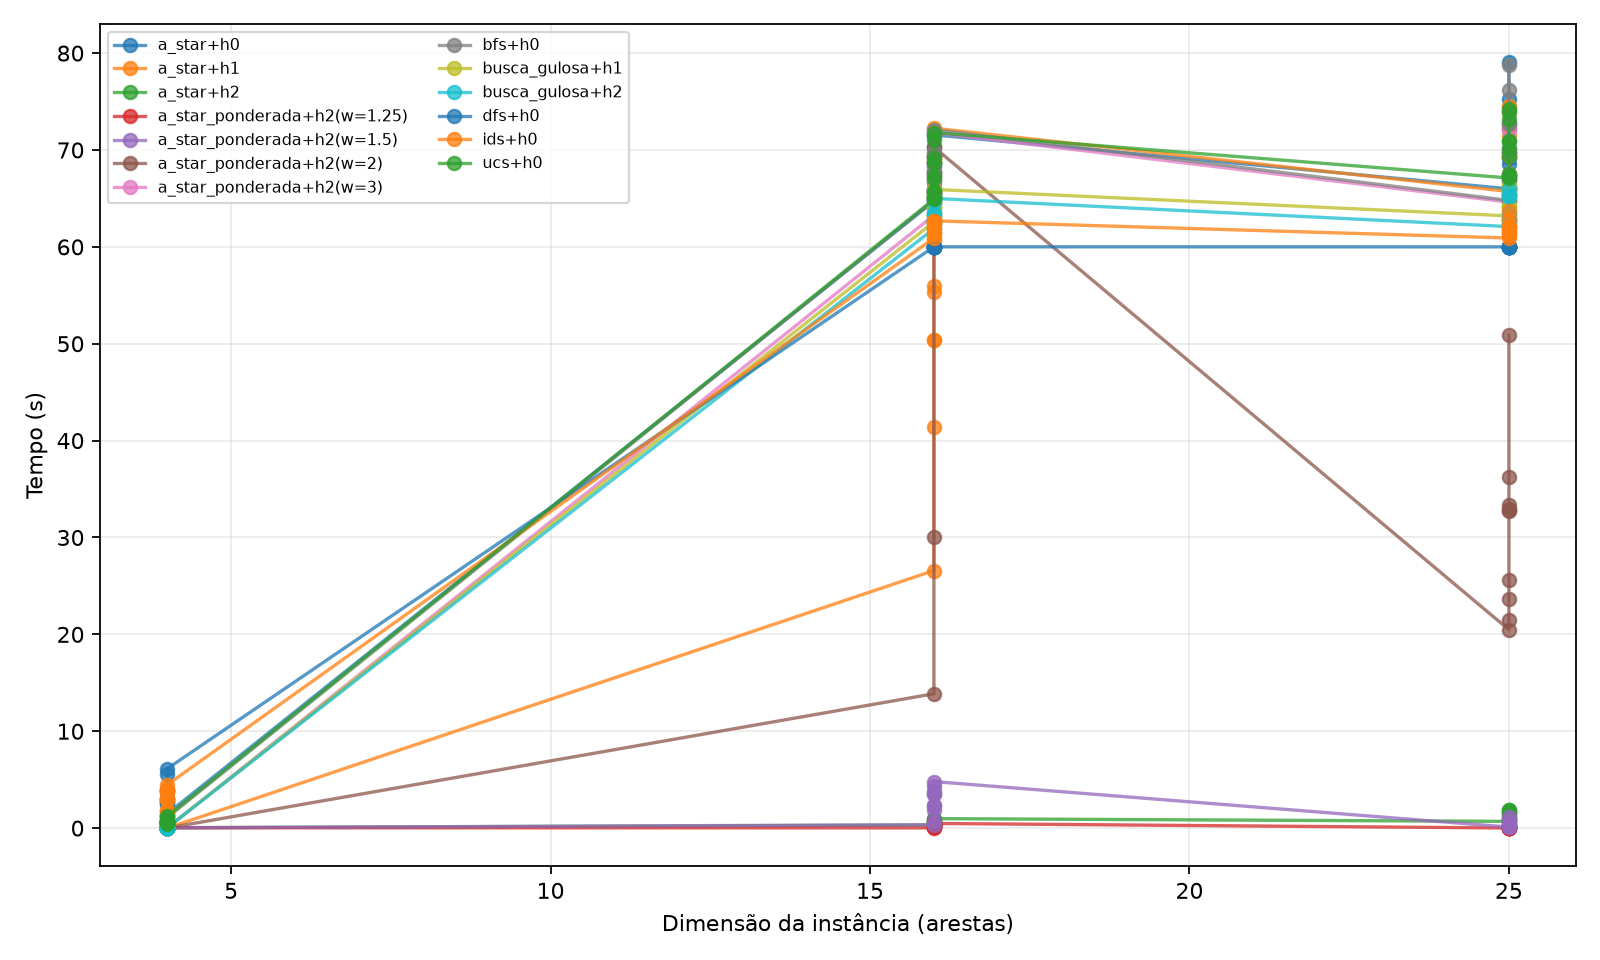 a_star+h0
a_star+h1
a_star+h2
a_star_ponderada+h2(w=1.25)
a_star_ponderada+h2(w=1.5)
a_star_ponderada+h2(w=2)
a_star_ponderada+h2(w=3)
bfs+h0
busca_gulosa+h1
busca_gulosa+h2
dfs+h0
ids+h0
ucs+h0
80
70
60
50
40
30
20
10
0
Tempo (s)
5
10
15
20
25
Dimensão da instância (arestas)